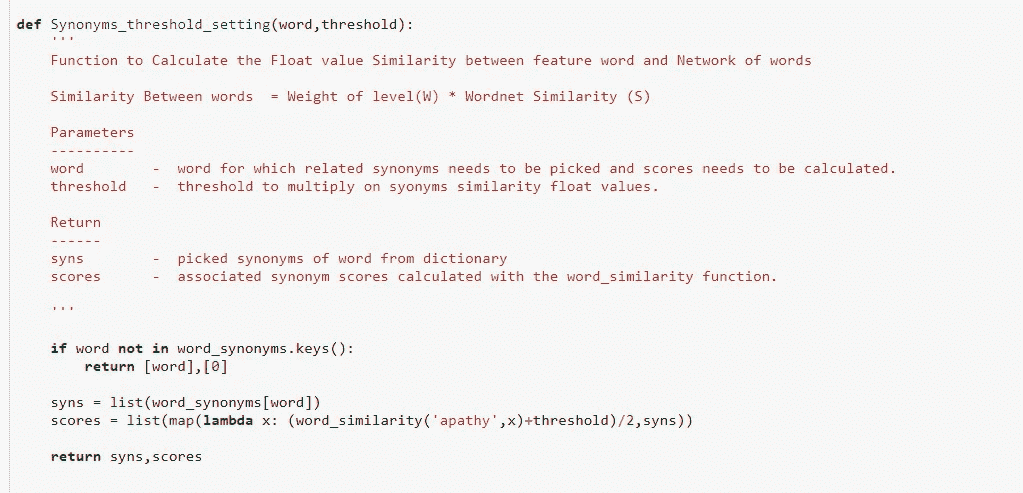 def Synonyms_threshold_setting(word,threshold):
'''
Function to Calculate the Float value Similarity between feature word and Network of words
Similarity Between words  = Weight of level(W) * Wordnet Similarity (S)
Parameters
----------
word        -  word for which related synonyms needs to be picked and scores needs to be calculated.
threshold   -  threshold to multiply on syonyms similarity float values.
Return
------
syns        -  picked synonyms of word from dictionary
scores      -  associated synonym scores calculated with the word_similarity function.
'''
if word not in word_synonyms.keys():
return [word],[0]
syns = list(word_synonyms[word])
scores = list(map(lambda x: (word_similarity('apathy',x)+threshold)/2,syns))
return syns,scores